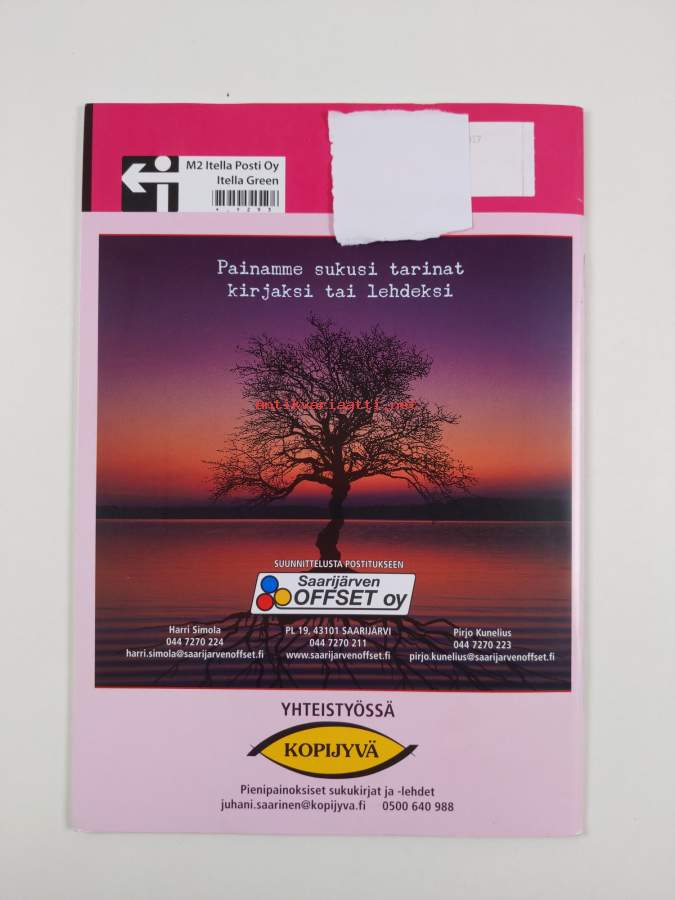 M2 Itella Posti Oy
Itella Green
Painamme sukusi tarinat
kirjaksi tai lehdeksi
antikvariaatti.net
SUUNNITTELUSTA POSTITUKSEEN
Saarijärven
OFFSET oy
Harri Simola
044 7270 224
harri.simola@saarijarvenoffset.fi
PL 19, 43101 SAARIJÄRVI
044 7270 211
www.saarijarvenoffset.fi
Pirjo Kunelius
044 7270 223
pirjo.kunelius@saarijarvenoffset.fi
YHTEISTYÖSSÄ
KOPIJYVÄ
Pienipainoksiset sukukirjat ja -lehdet
juhani.saarinen@kopijyva.fi 0500 640 988